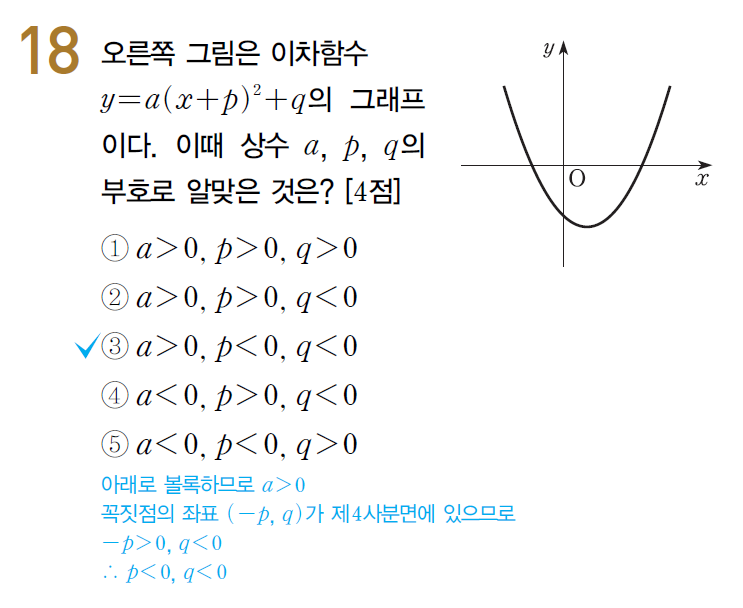 18 오른쪽 그림은 이차함수
y=a(x+p)²+q의 그래프
이다. 이때 상수 a, p, q의
부호로 알맞은 것은? [4점]
y
O
x
① a>0, p>0, q>0
② a>0, p>0, q<0
③ a>0, p<0, q<0
④ a<0, p>0, q<0
⑤ a<0, p<0, q>0
아래로 볼록하므로 a>0
꼭짓점의 좌표 (-p, q)가 제4사분면에 있으므로
-p>0, q<0
∴ p<0, q<0